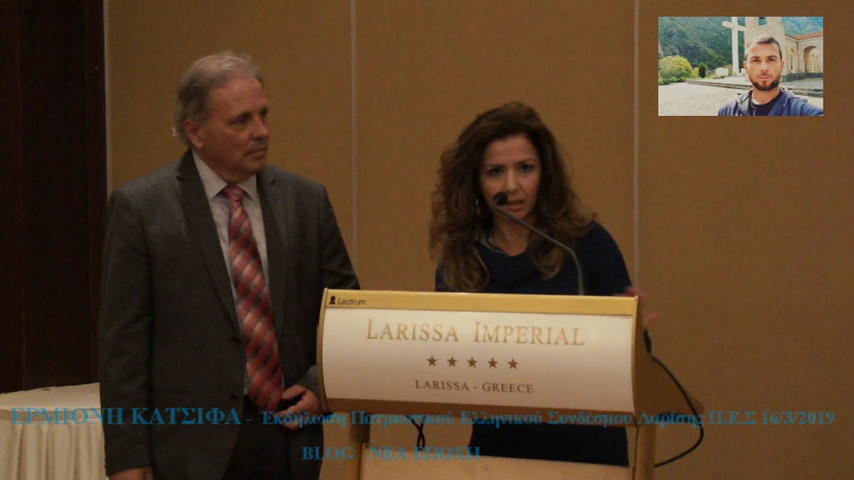 Lectrum
LARISSA IMPERIAL
★ ★ ★ ★ ★
LARISSA - GREECE
ΕΡΜΙΟΝΗ ΚΑΤΣΙΦΑ - Εκδήλωση Πατριωτικού Ελληνικού Συνδέσμου Λαρίσης Π.Ε.Σ 16/3/2019
BLOG - ΝΕΑ ΕΠΟΧΗ